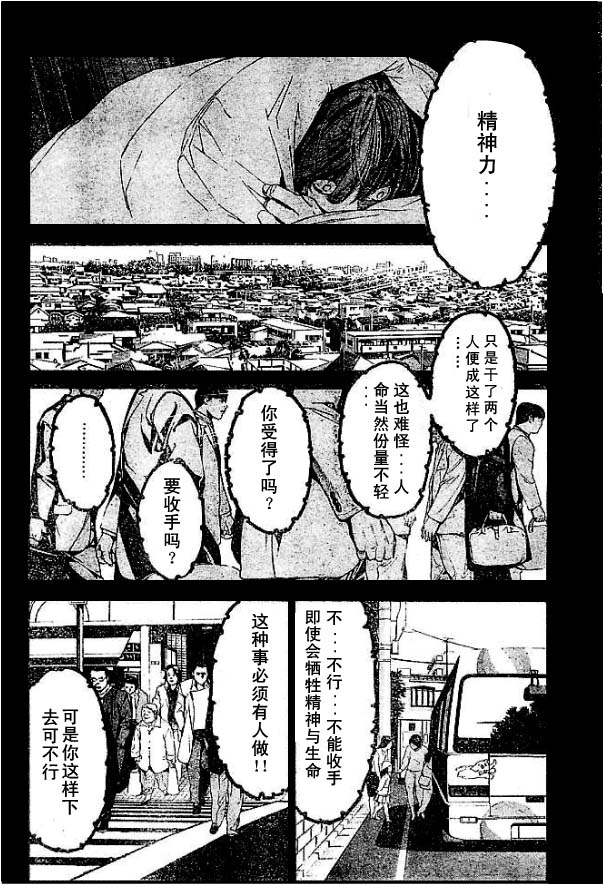 精神力....
只是干了两个
人便成这样了
......
这也难怪...人
命当然份量不轻
...
你受得了吗?
要收手吗?
..........
不...不行...不能收手
即使会牺牲精神与生命
这种事必须有人做!!
可是你这样下
去可不行